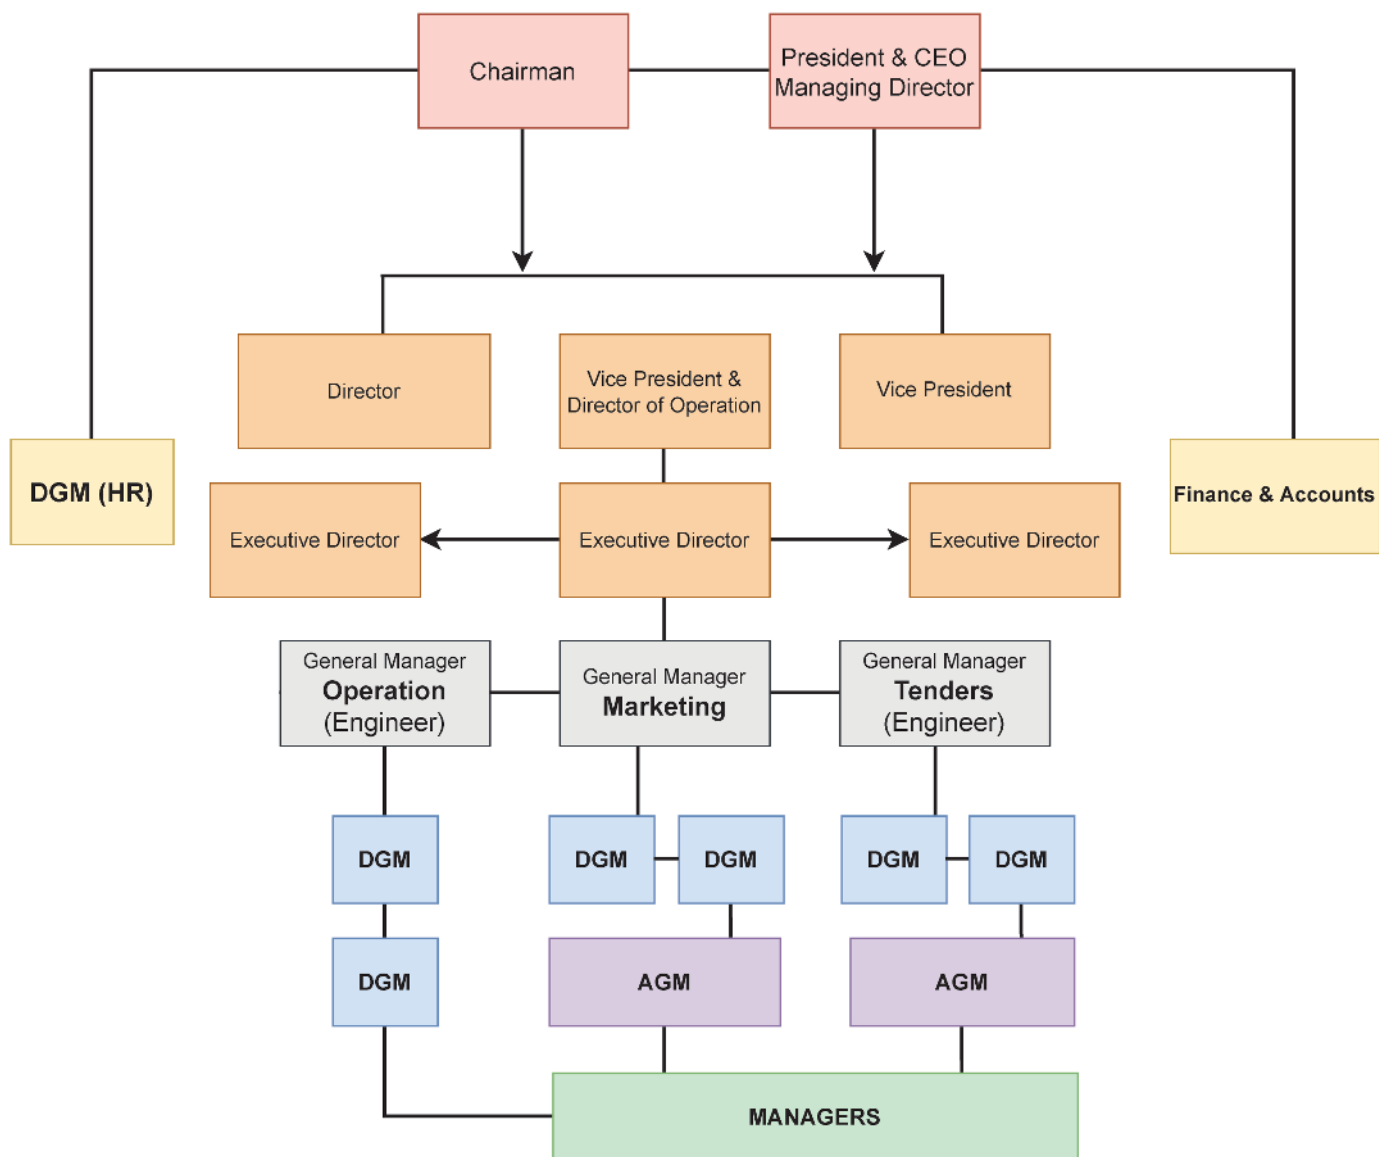 Chairman
President & CEO
Managing Director
Director
Vice President &
Director of Operation
Vice President
DGM (HR)
Finance & Accounts
Executive Director
Executive Director
Executive Director
General Manager
Operation
(Engineer)
General Manager
Marketing
General Manager
Tenders
(Engineer)
DGM
DGM
DGM
DGM
DGM
DGM
AGM
AGM
MANAGERS